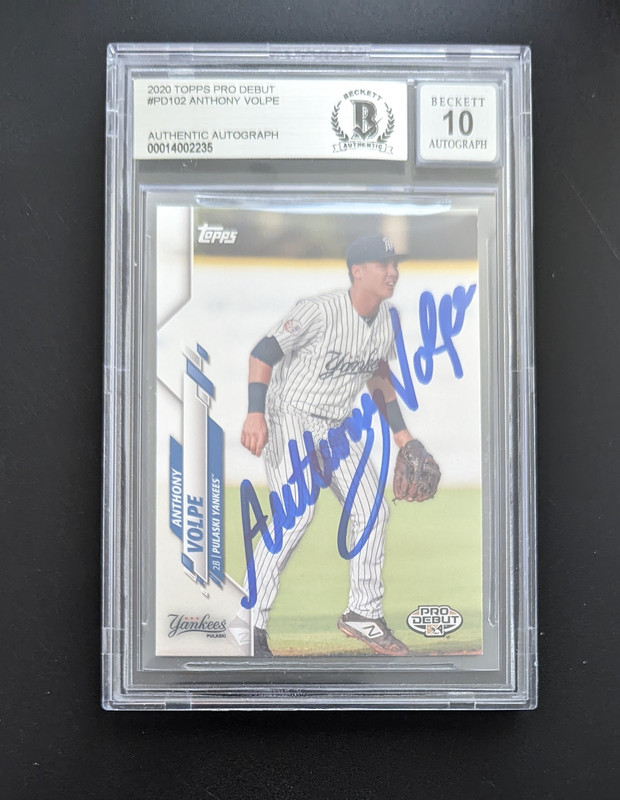 2020 TOPPS PRO DEBUT
#PD102 ANTHONY VOLPE
AUTHENTIC AUTOGRAPH
00014002235
BECKETT
B
AUTHENTIC
BECKETT
10
AUTOGRAPH
topps
Yankees
Anthony Volpe
ANTHONY
VOLPE
2B | PULASKI YANKEES™
Yankees
PULASKI
PRO
DEBUT
N